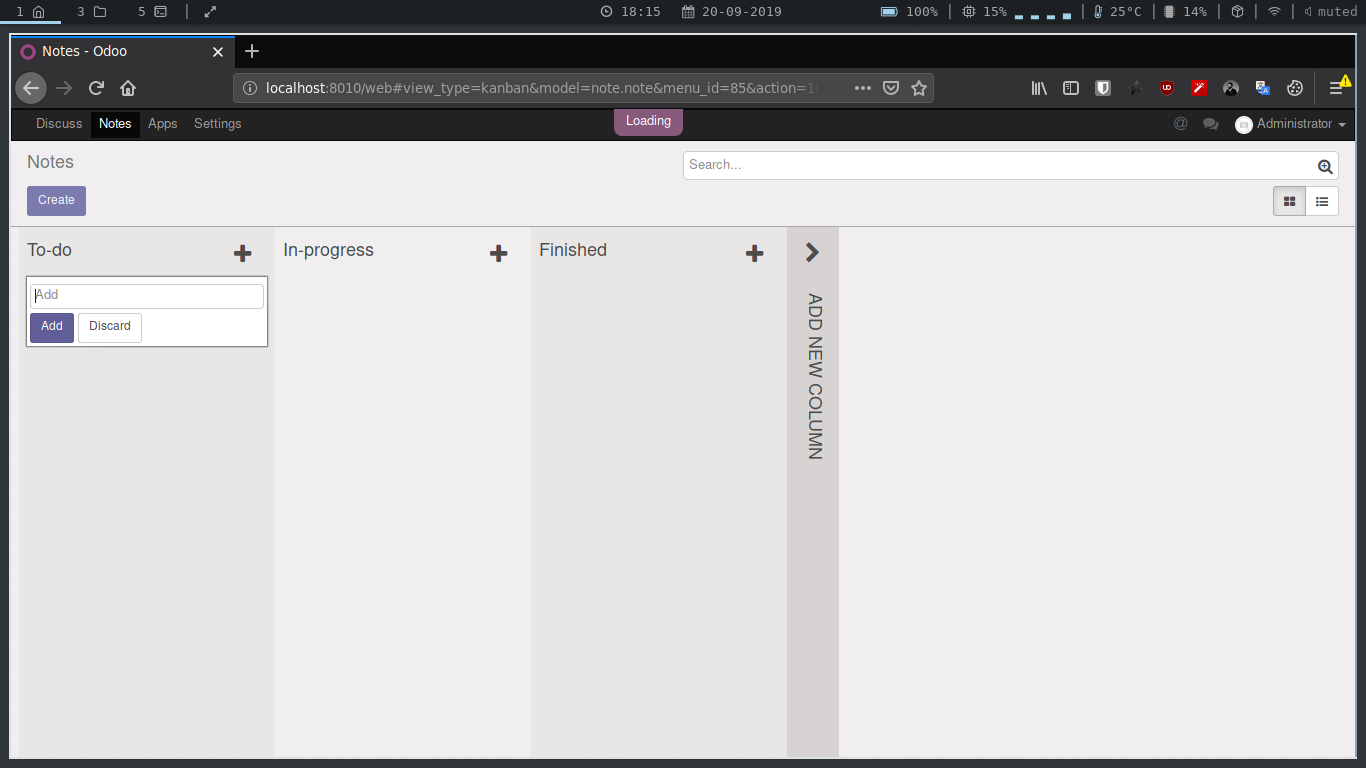 1 3 5 18:15 20-09-2019 100% 15% 25°C 14% muted
Notes - Odoo
localhost:8010/web#view_type=kanban&model=note.note&menu_id=85&action=1
Discuss Notes Apps Settings Loading @ Administrator
Notes Search...
Create
To-do In-progress Finished
Add
Add Discard
ADD NEW COLUMN